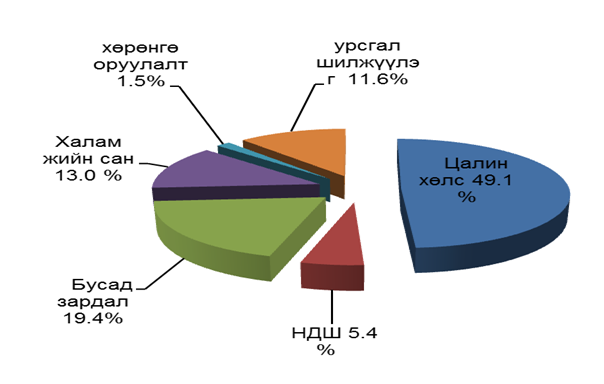 хөрөнгө
оруулалт
1.5%
урсгал
шилжүүлэ
г 11.6%
Халам
жийн сан
13.0 %
Цалин
хөлс 49.1
%
Бусад
зардал
19.4%
НДШ 5.4
%